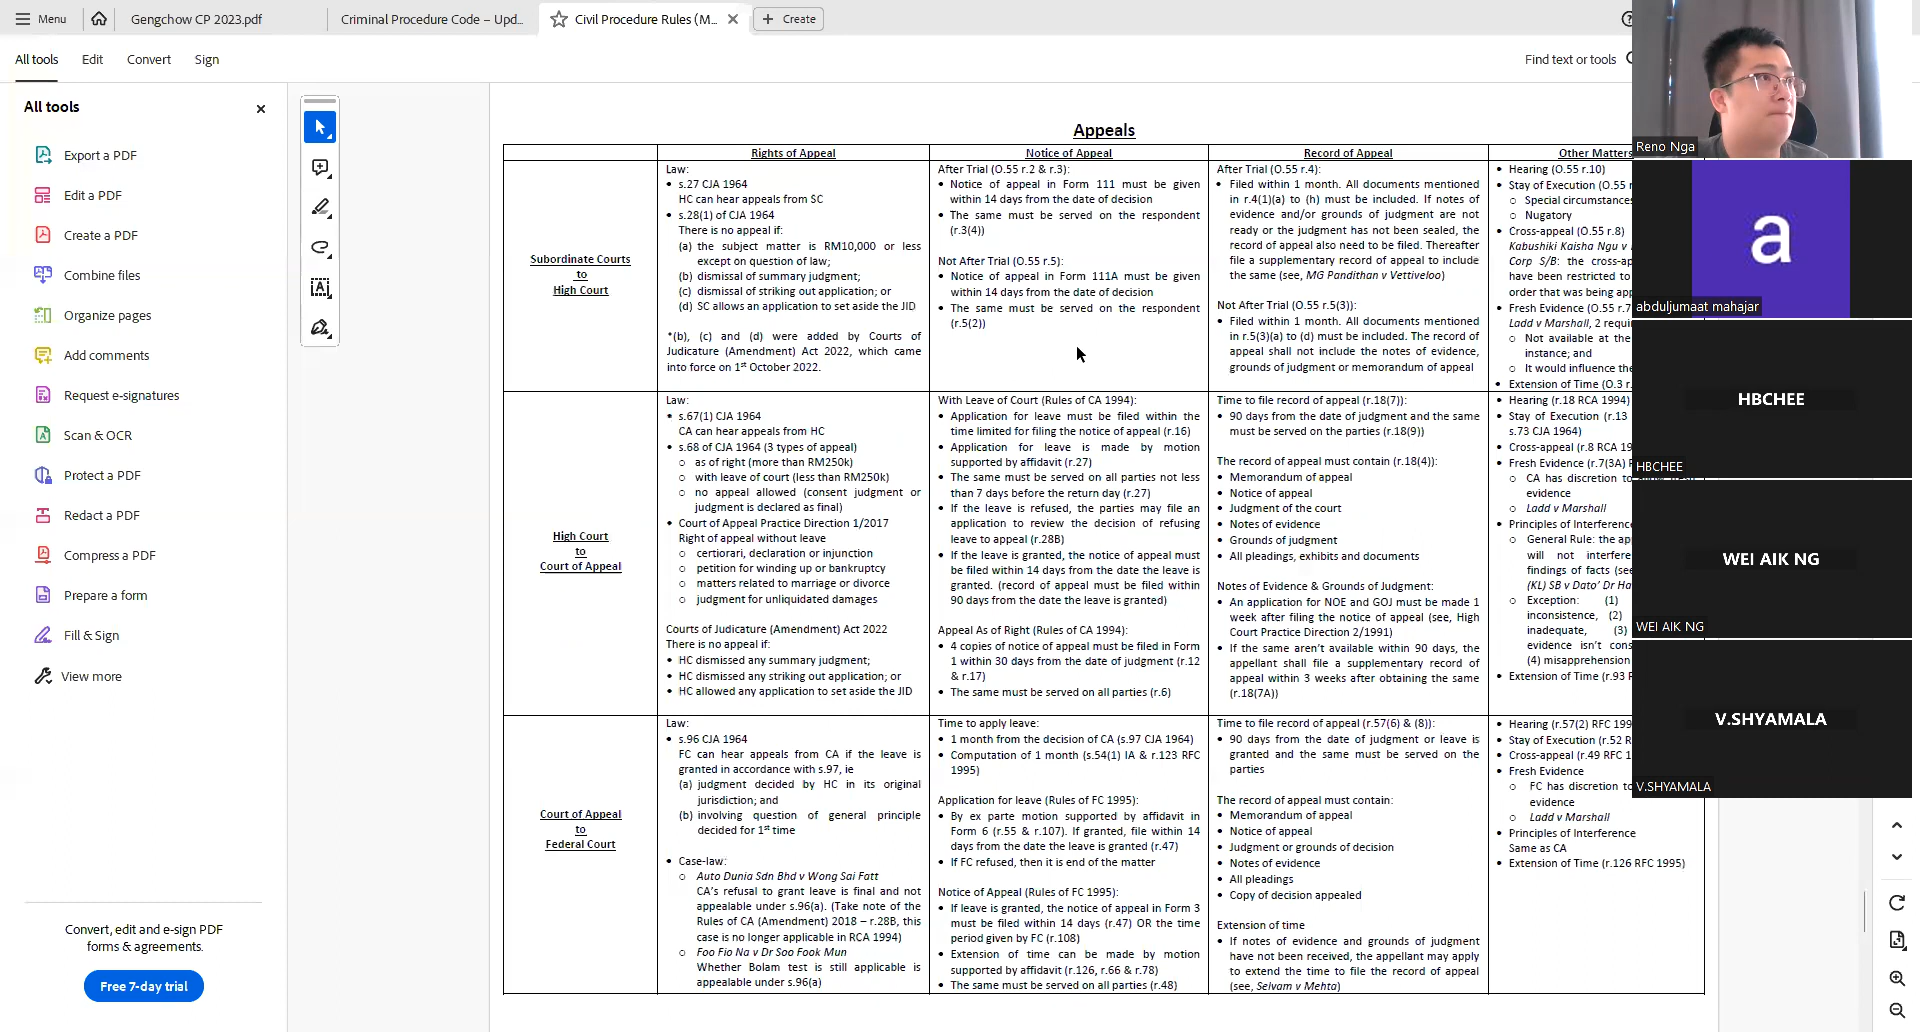 Menu
Gengchow CP 2023.pdf
Criminal Procedure Code – Upd...
Civil Procedure Rules (M...
Create
All tools
Edit
Convert
Sign
Find text or tools
All tools
Export a PDF
Edit a PDF
Create a PDF
Combine files
Organize pages
Add comments
Request e-signatures
Scan & OCR
Protect a PDF
Redact a PDF
Compress a PDF
Prepare a form
Fill & Sign
View more
Convert, edit and e-sign PDF
forms & agreements.
Free 7-day trial
Appeals
Rights of Appeal
Notice of Appeal
Record of Appeal
Other Matters
Subordinate Courts
to
High Court
Law:
• s.27 CJA 1964
HC can hear appeals from SC
• s.28(1) of CJA 1964
There is no appeal if:
(a) the subject matter is RM10,000 or less
except on question of law;
(b) dismissal of summary judgment;
(c) dismissal of striking out application; or
(d) SC allows an application to set aside the JID
*(b), (c) and (d) were added by Courts of
Judicature (Amendment) Act 2022, which came
into force on 1st October 2022.
After Trial (O.55 r.2 & r.3):
• Notice of appeal in Form 111 must be given
within 14 days from the date of decision
• The same must be served on the respondent
(r.3(4))
Not After Trial (O.55 r.5):
• Notice of appeal in Form 111A must be given
within 14 days from the date of decision
• The same must be served on the respondent
(r.5(2))
After Trial (O.55 r.4):
• Filed within 1 month. All documents mentioned
in r.4(1)(a) to (h) must be included. If notes of
evidence and/or grounds of judgment are not
ready or the judgment has not been sealed, the
record of appeal also need to be filed. Thereafter
file a supplementary record of appeal to include
the same (see, MG Pandithan v Vettiveloo)
Not After Trial (O.55 r.5(3)):
• Filed within 1 month. All documents mentioned
in r.5(3)(a) to (d) must be included. The record of
appeal shall not include the notes of evidence,
grounds of judgment or memorandum of appeal
• Hearing (O.55 r.10)
• Stay of Execution (O.55 r
○ Special circumstances
○ Nugatory
• Cross-appeal (O.55 r.8)
Kabushiki Kaisha Ngu v
Corp S/B: the cross-ap
have been restricted to
order that was being app
• Fresh Evidence (O.55 r.7
Ladd v Marshall, 2 requi
○ Not available at the
instance; and
○ It would influence the
• Extension of Time (O.3 r.
High Court
to
Court of Appeal
Law:
• s.67(1) CJA 1964
CA can hear appeals from HC
• s.68 of CJA 1964 (3 types of appeal)
○ as of right (more than RM250k)
○ with leave of court (less than RM250k)
○ no appeal allowed (consent judgment or
judgment is declared as final)
• Court of Appeal Practice Direction 1/2017
Right of appeal without leave
○ certiorari, declaration or injunction
○ petition for winding up or bankruptcy
○ matters related to marriage or divorce
○ judgment for unliquidated damages
Courts of Judicature (Amendment) Act 2022
There is no appeal if:
• HC dismissed any summary judgment;
• HC dismissed any striking out application; or
• HC allowed any application to set aside the JID
With Leave of Court (Rules of CA 1994):
• Application for leave must be filed within the
time limited for filing the notice of appeal (r.16)
• Application for leave is made by motion
supported by affidavit (r.27)
• The same must be served on all parties not less
than 7 days before the return day (r.27)
• If the leave is refused, the parties may file an
application to review the decision of refusing
leave to appeal (r.28B)
• If the leave is granted, the notice of appeal must
be filed within 14 days from the date the leave is
granted. (record of appeal must be filed within
90 days from the date the leave is granted)
Appeal As of Right (Rules of CA 1994):
• 4 copies of notice of appeal must be filed in Form
1 within 30 days from the date of judgment (r.12
& r.17)
• The same must be served on all parties (r.6)
Time to file record of appeal (r.18(7)):
• 90 days from the date of judgment and the same
must be served on the parties (r.18(9))
The record of appeal must contain (r.18(4)):
• Memorandum of appeal
• Notice of appeal
• Judgment of the court
• Notes of evidence
• Grounds of judgment
• All pleadings, exhibits and documents
Notes of Evidence & Grounds of Judgment:
• An application for NOE and GOJ must be made 1
week after filing the notice of appeal (see, High
Court Practice Direction 2/1991)
• If the same aren't available within 90 days, the
appellant shall file a supplementary record of
appeal within 3 weeks after obtaining the same
(r.18(7A))
• Hearing (r.18 RCA 1994)
• Stay of Execution (r.13
s.73 CJA 1964)
• Cross-appeal (r.8 RCA 19
• Fresh Evidence (r.7(3A) R
○ CA has discretion to
evidence
○ Ladd v Marshall
• Principles of Interference
○ General Rule: the ap
will not interfere
findings of facts (see
(KL) SB v Dato' Dr Ha
○ Exception: (1)
inconsistence, (2)
inadequate, (3)
evidence isn't cons
(4) misapprehension
• Extension of Time (r.93 R
Court of Appeal
to
Federal Court
Law:
• s.96 CJA 1964
FC can hear appeals from CA if the leave is
granted in accordance with s.97, ie
(a) judgment decided by HC in its original
jurisdiction; and
(b) involving question of general principle
decided for 1st time
• Case-law:
○ Auto Dunia Sdn Bhd v Wong Sai Fatt
CA's refusal to grant leave is final and not
appealable under s.96(a). (Take note of the
Rules of CA (Amendment) 2018 – r.28B, this
case is no longer applicable in RCA 1994)
○ Foo Fio Na v Dr Soo Fook Mun
Whether Bolam test is still applicable is
appealable under s.96(a)
Time to apply leave:
• 1 month from the decision of CA (s.97 CJA 1964)
• Computation of 1 month (s.54(1) IA & r.123 RFC
1995)
Application for leave (Rules of FC 1995):
• By ex parte motion supported by affidavit in
Form 6 (r.55 & r.107). If granted, file within 14
days from the date the leave is granted (r.47)
• If FC refused, then it is end of the matter
Notice of Appeal (Rules of FC 1995):
• If leave is granted, the notice of appeal in Form 3
must be filed within 14 days (r.47) OR the time
period given by FC (r.108)
• Extension of time can be made by motion
supported by affidavit (r.126, r.66 & r.78)
• The same must be served on all parties (r.48)
Time to file record of appeal (r.57(6) & (8)):
• 90 days from the date of judgment or leave is
granted and the same must be served on the
parties
The record of appeal must contain:
• Memorandum of appeal
• Notice of appeal
• Judgment or grounds of decision
• Notes of evidence
• All pleadings
• Copy of decision appealed
Extension of time
• If notes of evidence and grounds of judgment
have not been received, the appellant may apply
to extend the time to file the record of appeal
(see, Selvam v Mehta)
• Hearing (r.57(2) RFC 199
• Stay of Execution (r.52 R
• Cross-appeal (r.49 RFC 1
• Fresh Evidence
○ FC has discretion to
evidence
○ Ladd v Marshall
• Principles of Interference
Same as CA
• Extension of Time (r.126 RFC 1995)
Reno Nga
a
abduljumaat mahajar
HBCHEE
HBCHEE
WEI AIK NG
WEI AIK NG
V.SHYAMALA
V.SHYAMALA